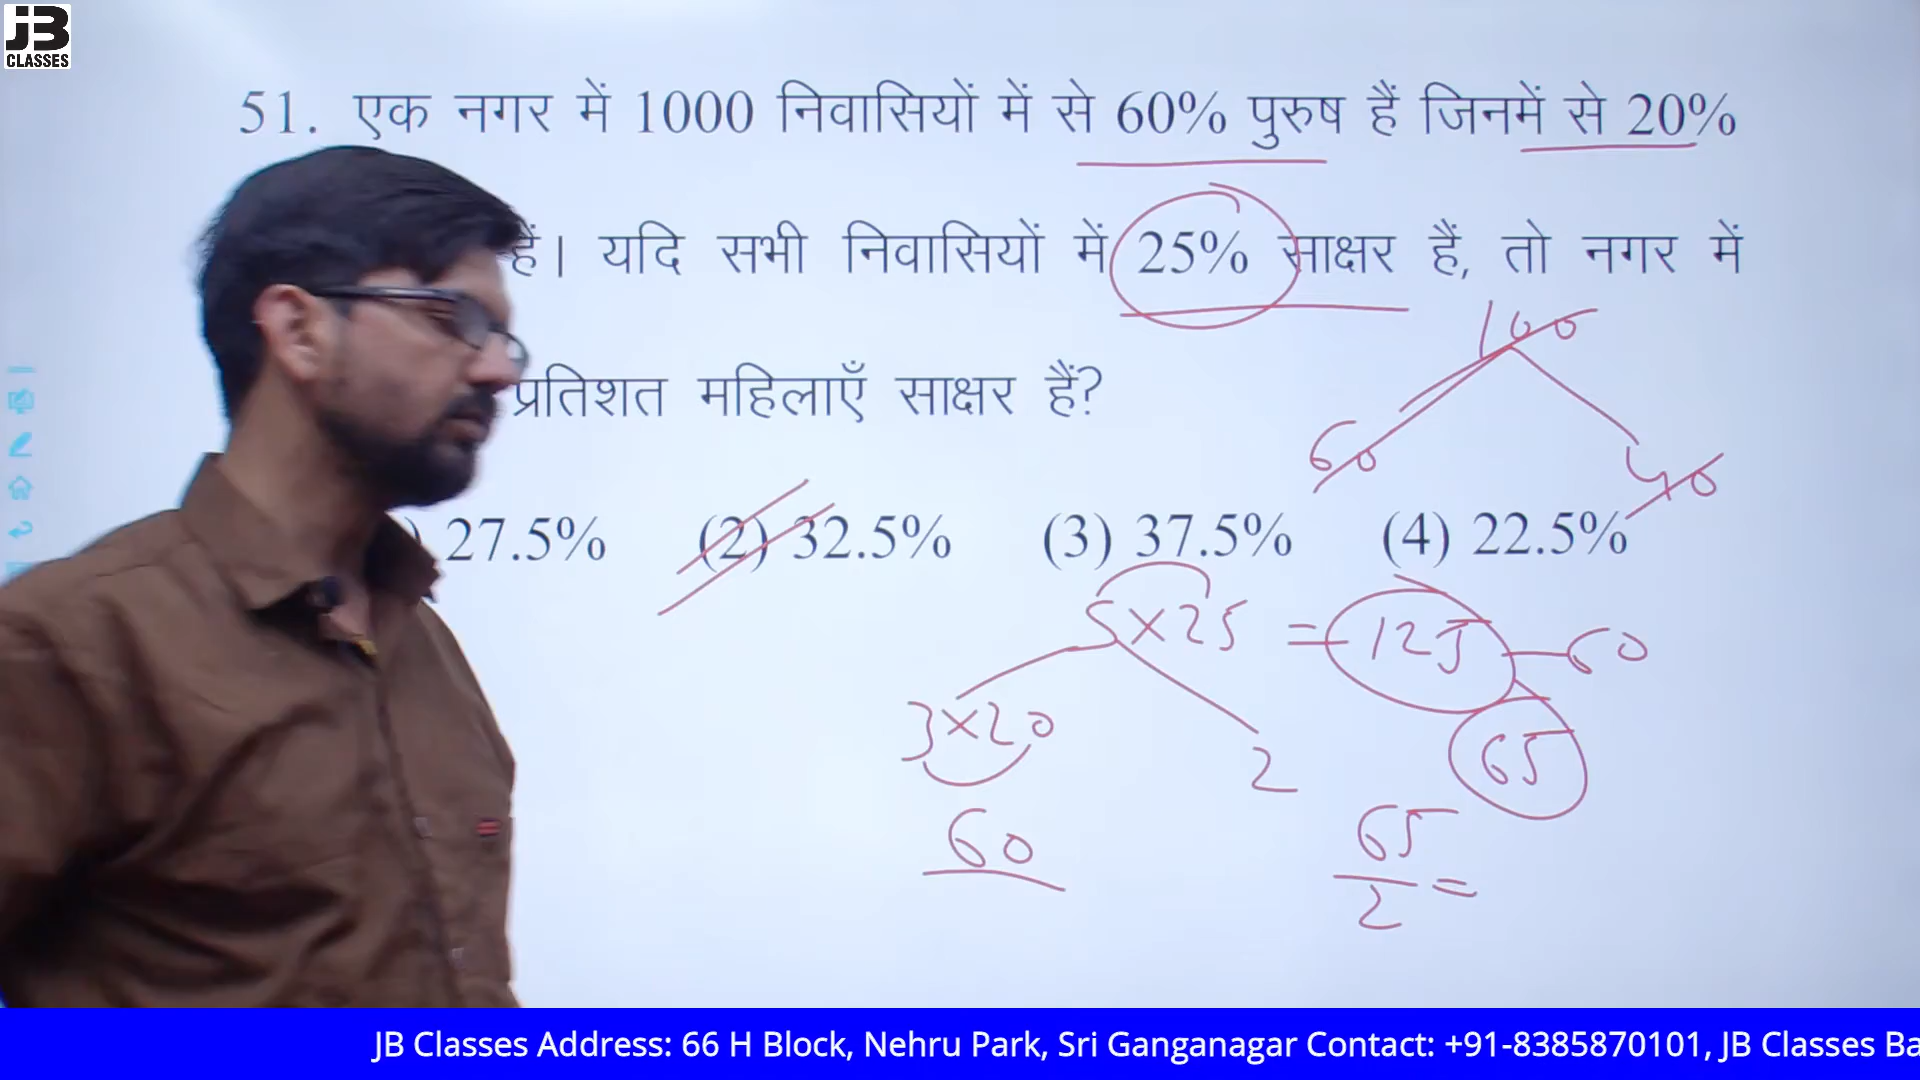 JB
CLASSES
51. एक नगर में 1000 निवासियों में से 60% पुरुष हैं जिनमें से 20%
हैं। यदि सभी निवासियों में 25% साक्षर हैं, तो नगर में
100
प्रतिशत महिलाएँ साक्षर हैं?
60 40
) 27.5% (2) 32.5% (3) 37.5% (4) 22.5%
5×25 = 125 — 60
3×20 2 65
60 65
2 =
JB Classes Address: 66 H Block, Nehru Park, Sri Ganganagar Contact: +91-8385870101, JB Classes Ba